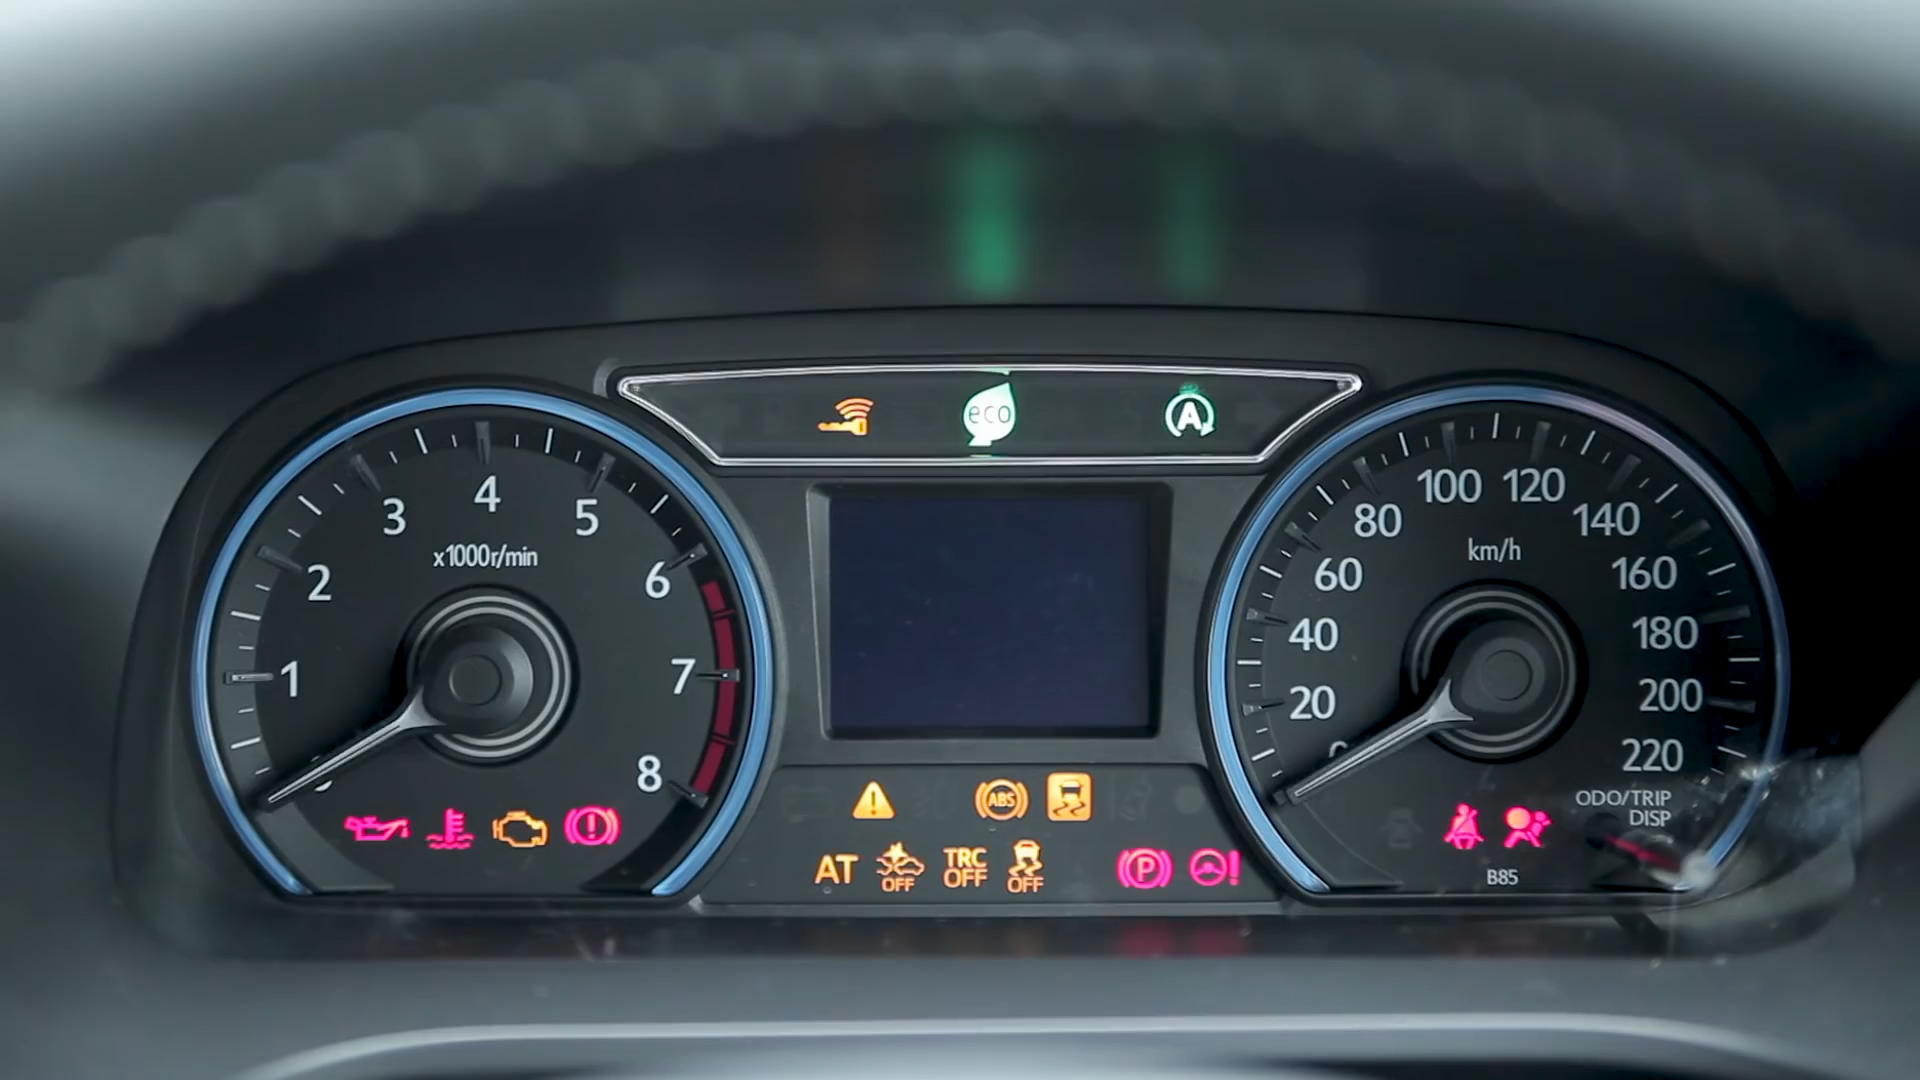 eco
A
1
2
3
4
5
6
7
8
x1000r/min
20
40
60
80
100
120
140
160
180
200
220
km/h
ABS
AT
OFF
TRC
OFF
OFF
P
ODO/TRIP
DISP
B85